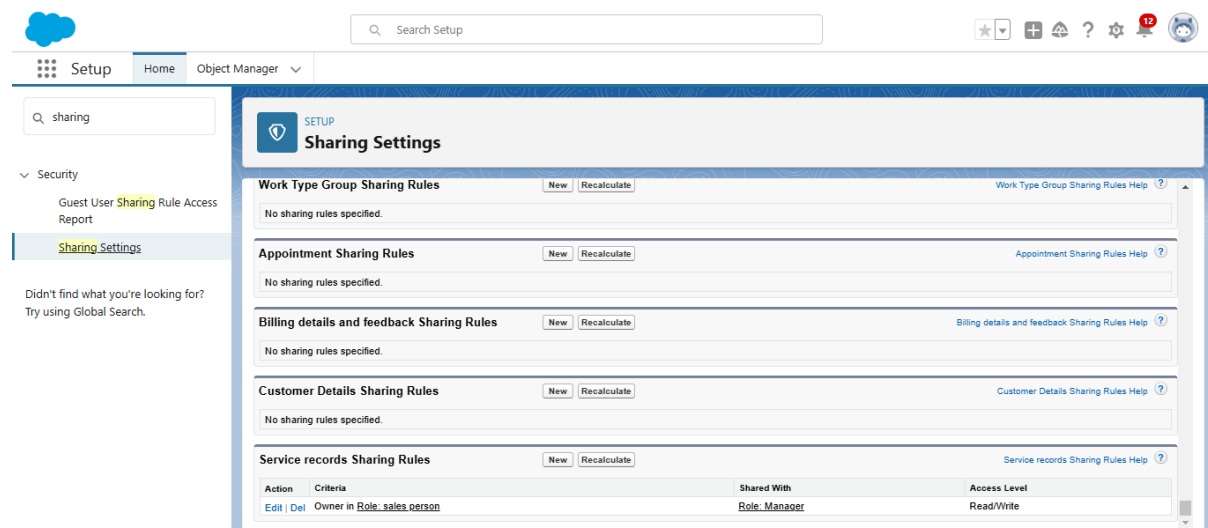 Search Setup
12
Setup
Home
Object Manager
sharing
Security
Guest User Sharing Rule Access
Report
Sharing Settings
Didn't find what you're looking for?
Try using Global Search.
SETUP
Sharing Settings
Work Type Group Sharing Rules New Recalculate Work Type Group Sharing Rules Help ?
No sharing rules specified.
Appointment Sharing Rules New Recalculate Appointment Sharing Rules Help ?
No sharing rules specified.
Billing details and feedback Sharing Rules New Recalculate Billing details and feedback Sharing Rules Help ?
No sharing rules specified.
Customer Details Sharing Rules New Recalculate Customer Details Sharing Rules Help ?
No sharing rules specified.
Service records Sharing Rules New Recalculate Service records Sharing Rules Help ?
Action Criteria Shared With Access Level
Edit | Del Owner in Role: sales person Role: Manager Read/Write